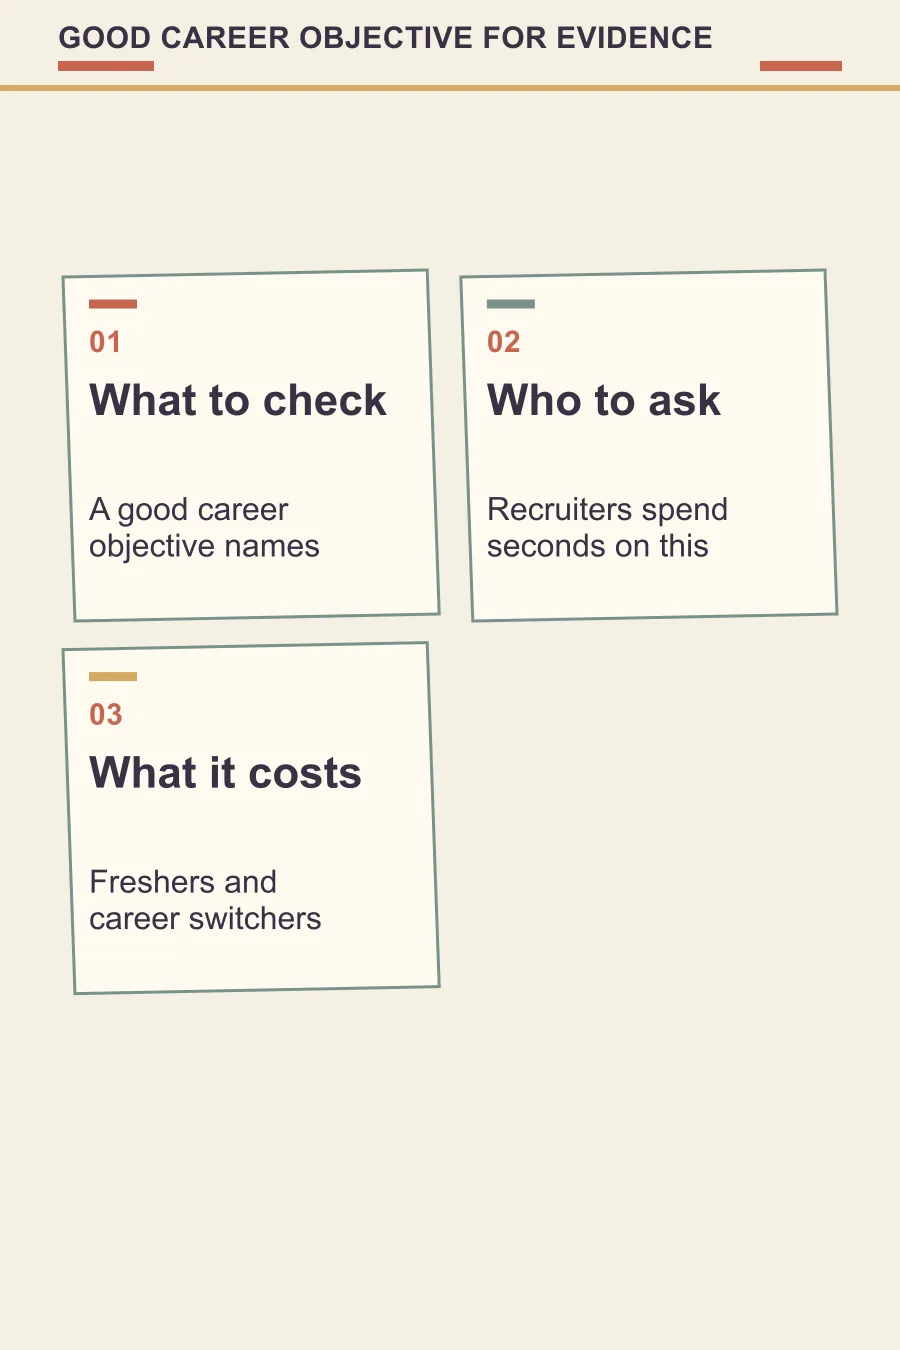 GOOD CAREER OBJECTIVE FOR EVIDENCE
01
What to check
A good career
objective names
02
Who to ask
Recruiters spend
seconds on this
03
What it costs
Freshers and
career switchers